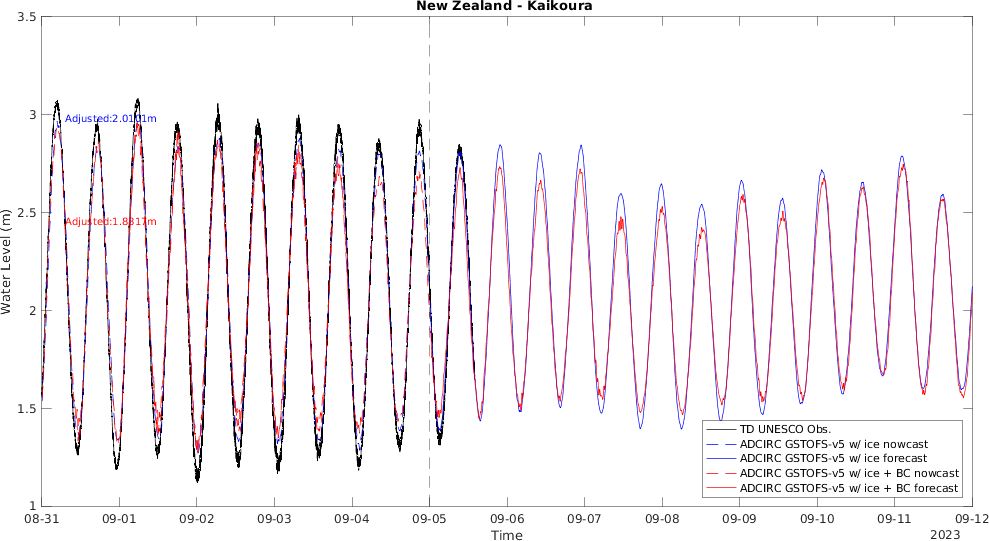 New Zealand - Kaikoura
3.5
3
2.5
2
1.5
1
Water Level (m)
Adjusted:2.0101m
Adjusted:1.8317m
TD UNESCO Obs.
ADCIRC GSTOFS-v5 w/ ice nowcast
ADCIRC GSTOFS-v5 w/ ice forecast
ADCIRC GSTOFS-v5 w/ ice + BC nowcast
ADCIRC GSTOFS-v5 w/ ice + BC forecast
08-31 09-01 09-02 09-03 09-04 09-05 09-06 09-07 09-08 09-09 09-10 09-11 09-12
Time
2023